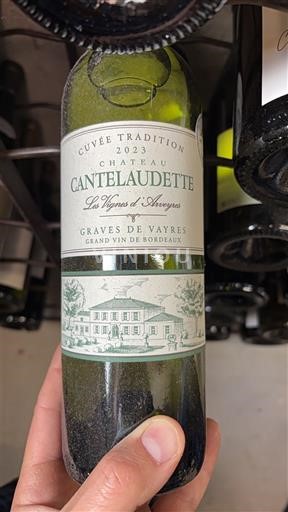 CUVÉE TRADITION
2023
CHATEAU
CANTELAUDETTE
Les Vignes d'Arveyres
GRAVES DE VAYRES
GRAND VIN DE BORDEAUX